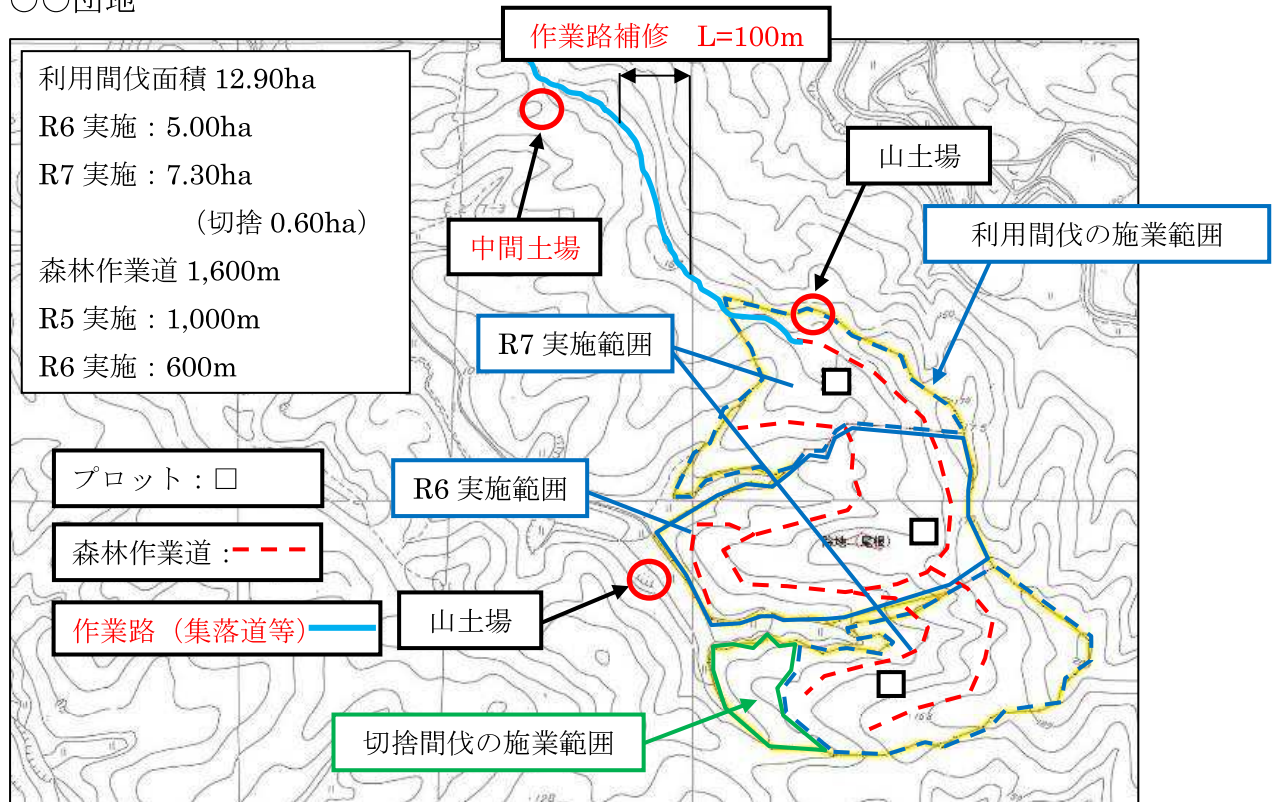 ○○団地
作業路補修　L=100m
利用間伐面積 12.90ha
R6 実施：5.00ha
R7 実施：7.30ha
（切捨 0.60ha）
森林作業道 1,600m
R5 実施：1,000m
R6 実施：600m
山土場
中間土場
利用間伐の施業範囲
R7 実施範囲
プロット：□
R6 実施範囲
森林作業道：
作業路（集落道等）
山土場
切捨間伐の施業範囲